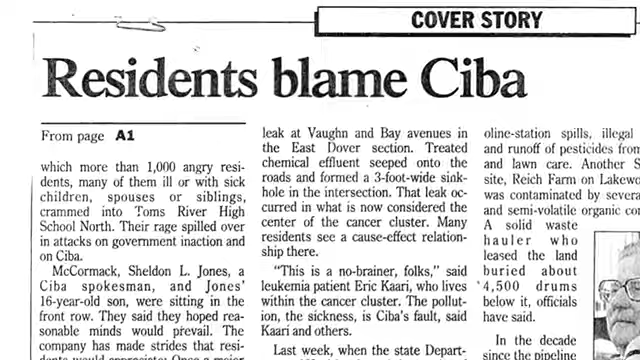 COVER STORY
Residents blame Ciba
From page A1
which more than 1,000 angry resi-
dents, many of them ill or with sick
children, spouses or siblings,
crammed into Toms River High
School North. Their rage spilled over
in attacks on government inaction and
on Ciba.
McCormack, Sheldon L. Jones, a
Ciba spokesman, and Jones'
16-year-old son, were sitting in the
front row. They said they hoped rea-
sonable minds would prevail. The
company has made strides that resi-
dents would appreciate: Once a major
leak at Vaughn and Bay avenues in
the East Dover section. Treated
chemical effluent seeped onto the
roads and formed a 3-foot-wide sink-
hole in the intersection. That leak oc-
curred in what is now considered the
center of the cancer cluster. Many
residents see a cause-effect relation-
ship there.
"This is a no-brainer, folks," said
leukemia patient Eric Kaari, who lives
within the cancer cluster. The pollut-
ion, the sickness, is Ciba's fault, said
Kaari and others.
Last week, when the state Depart-
oline-station spills, illegal
and runoff of pesticides from
and lawn care. Another S
site, Reich Farm on Lakewo
was contaminated by severa
and semi-volatile organic co
A solid waste
hauler who
leased the land
buried about
4,500 drums
below it, officials
have said.
In the decade
since the pipeline